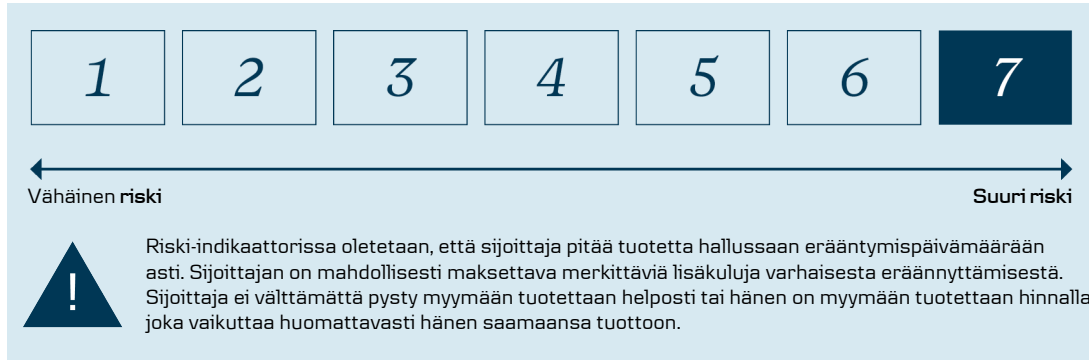 1 2 3 4 5 6 7
Vähäinen riski Suuri riski
!
Riski-indikaattorissa oletetaan, että sijoittaja pitää tuotetta hallussaan erääntymispäivämäärään
asti. Sijoittajan on mahdollisesti maksettava merkittäviä lisäkuluja varhaisesta eräännyttämisestä.
Sijoittaja ei välttämättä pysty myymään tuotettaan helposti tai hänen on myymään tuotettaan hinnalla
joka vaikuttaa huomattavasti hänen saamaansa tuottoon.